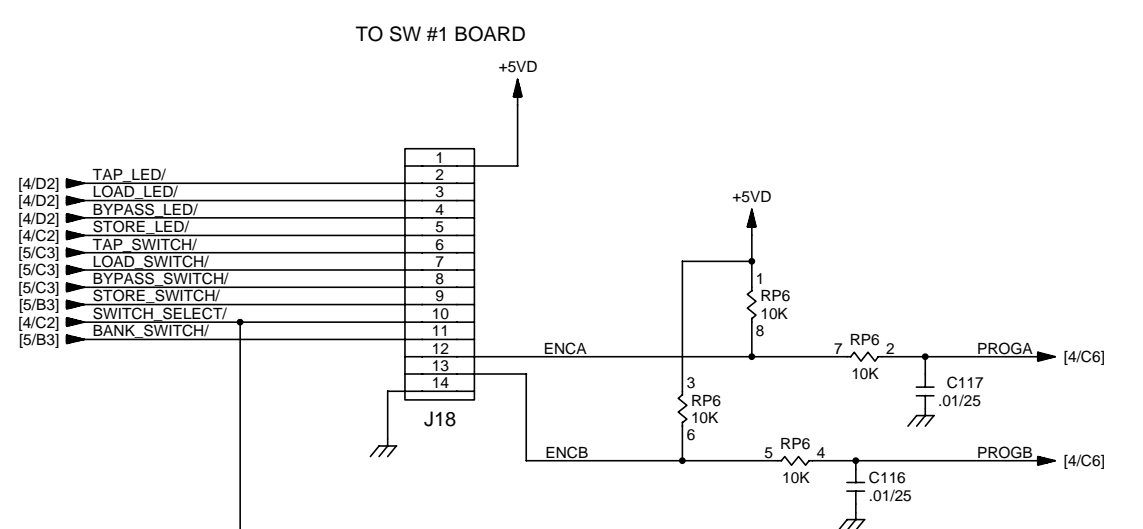 TO SW #1 BOARD
+5VD
1
[4/D2] TAP_LED/ 2
[4/D2] LOAD_LED/ 3
[4/D2] BYPASS_LED/ 4
[4/C2] STORE_LED/ 5
[5/C3] TAP_SWITCH/ 6
[5/C3] LOAD_SWITCH/ 7
[5/C3] BYPASS_SWITCH/ 8
[5/B3] STORE_SWITCH/ 9
[4/C2] SWITCH_SELECT/ 10
[5/B3] BANK_SWITCH/ 11
12
13
14
J18
+5VD
1
RP6
10K
8
ENCA
7 RP6 2
10K
PROGA [4/C6]
C117
.01/25
3
RP6
10K
6
ENCB
5 RP6 4
10K
PROGB [4/C6]
C116
.01/25